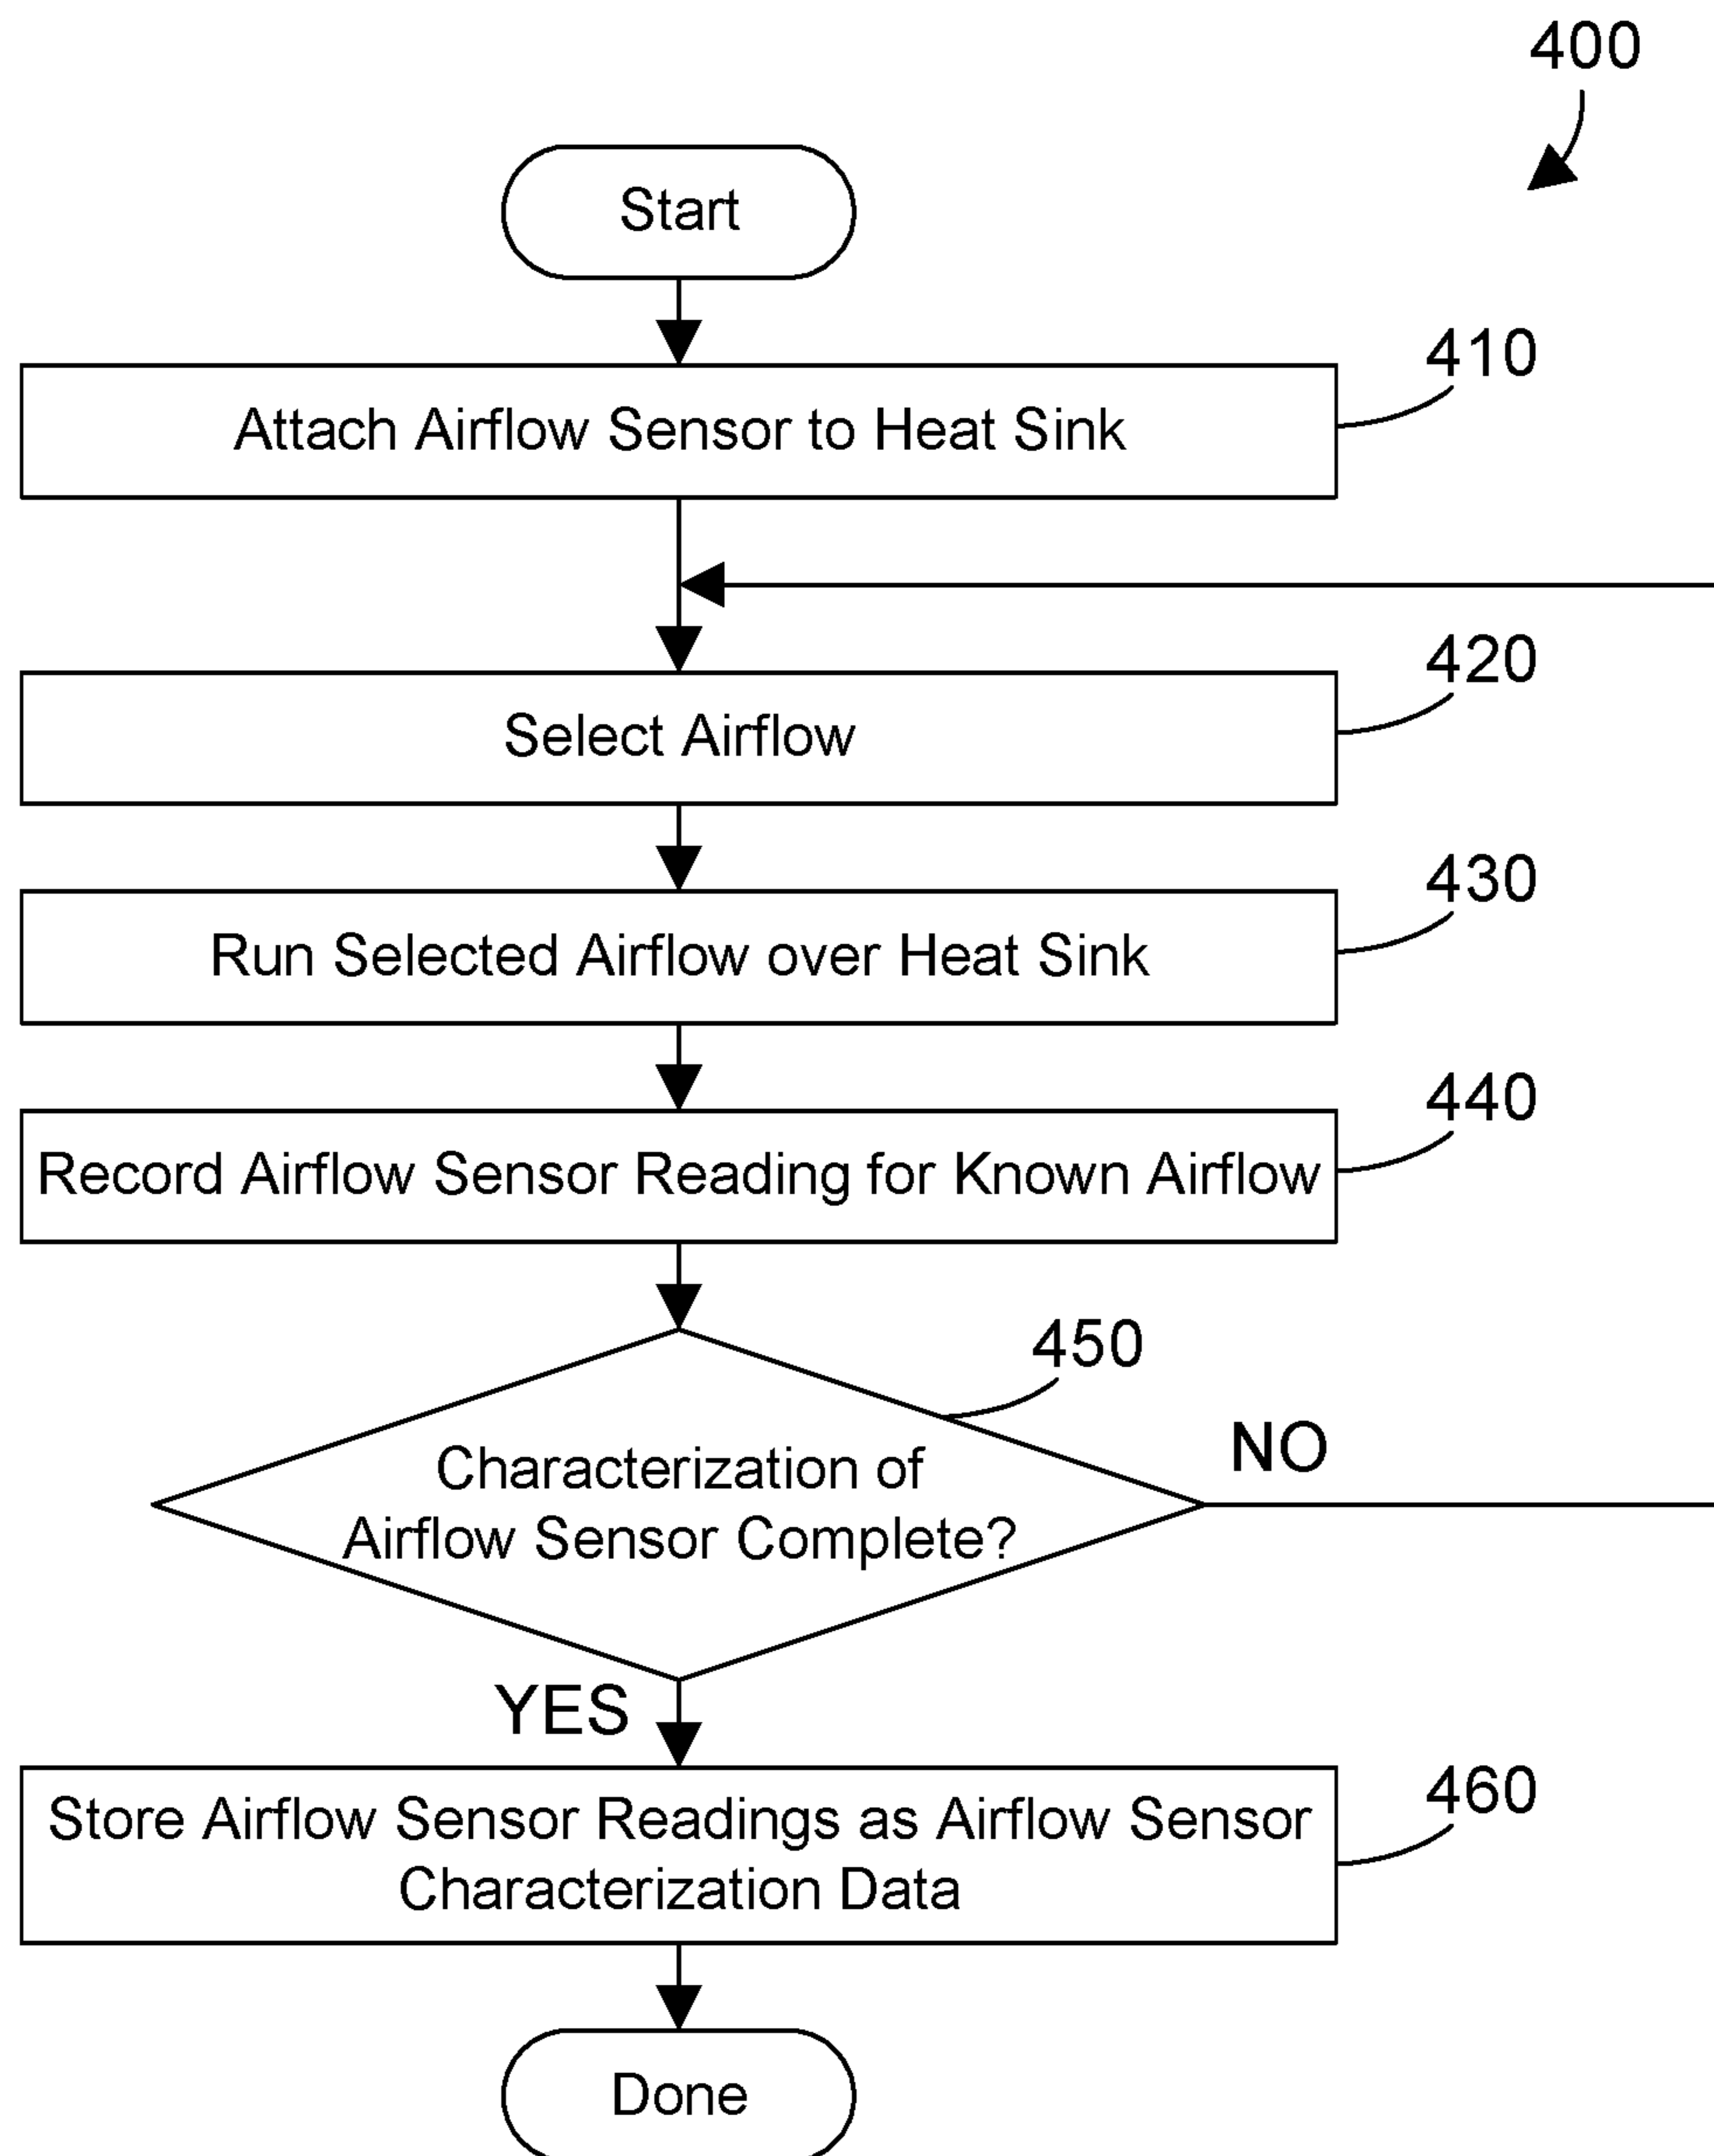 400
Start
410
Attach Airflow Sensor to Heat Sink
420
Select Airflow
430
Run Selected Airflow over Heat Sink
440
Record Airflow Sensor Reading for Known Airflow
450
Characterization of
Airflow Sensor Complete?
NO
YES
460
Store Airflow Sensor Readings as Airflow Sensor
Characterization Data
Done